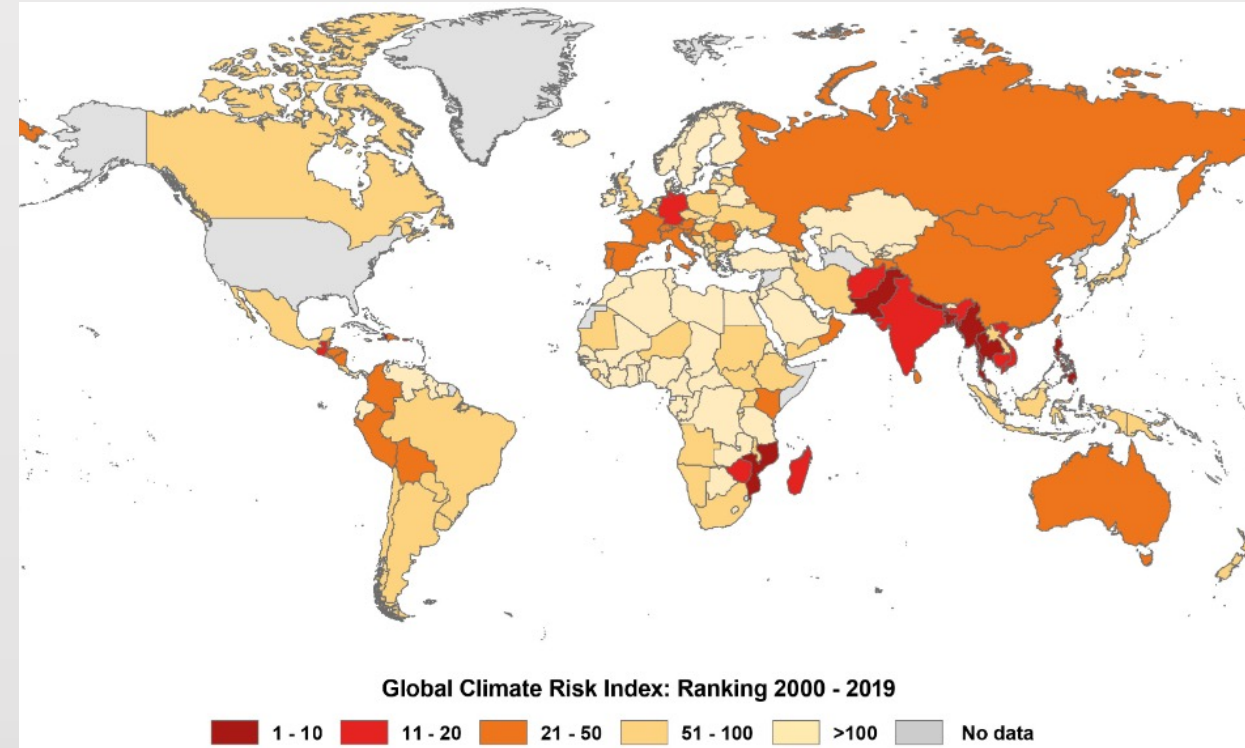 Global Climate Risk Index: Ranking 2000 - 2019
1 - 10 11 - 20 21 - 50 51 - 100 >100 No data